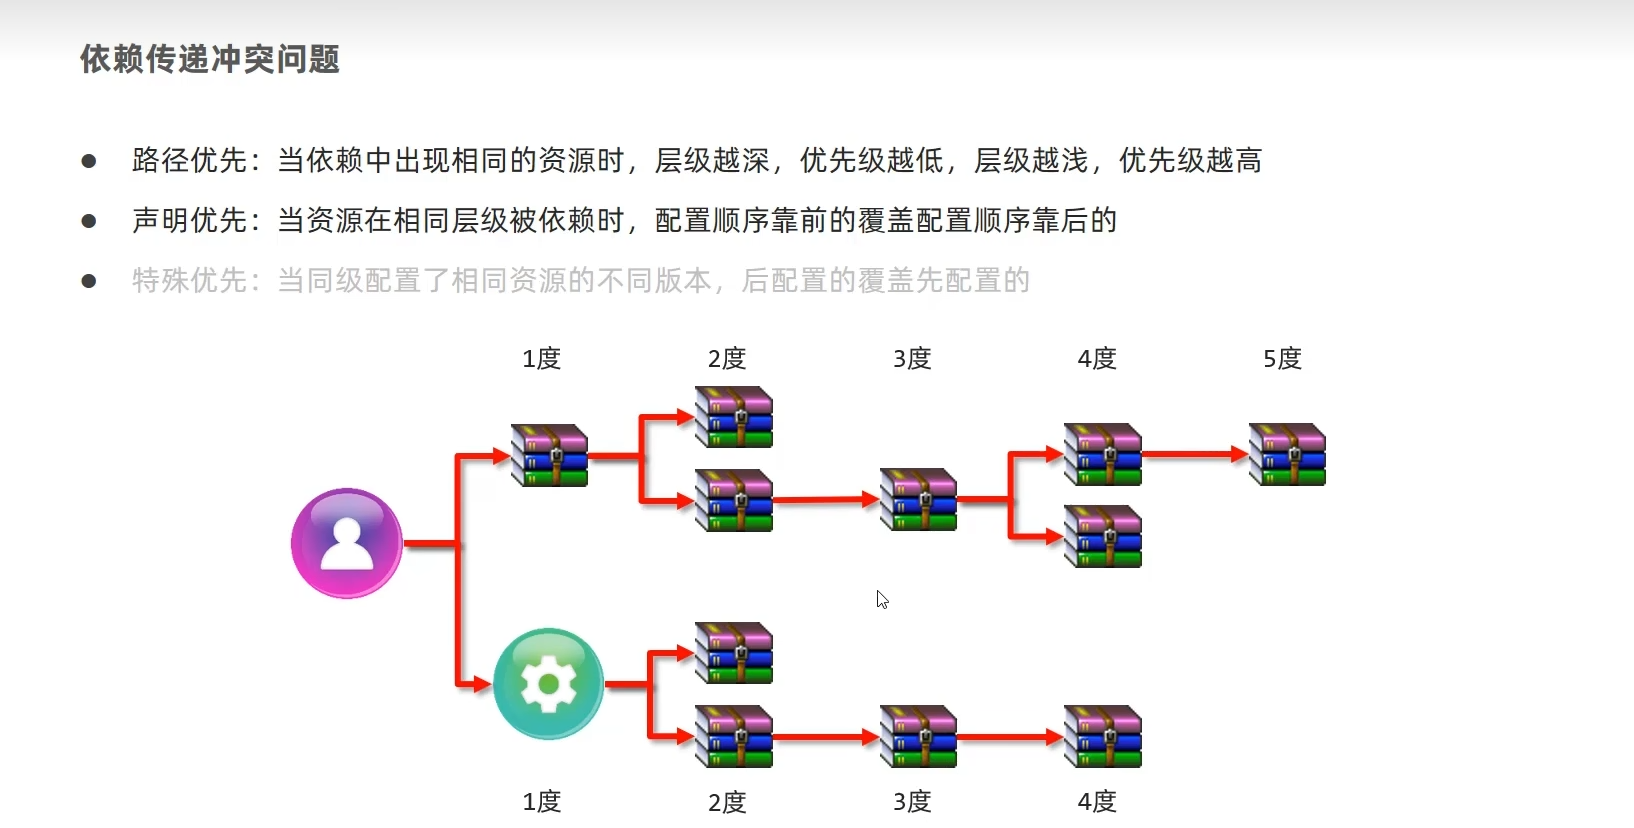 依赖传递冲突问题
● 路径优先：当依赖中出现相同的资源时，层级越深，优先级越低，层级越浅，优先级越高
● 声明优先：当资源在相同层级被依赖时，配置顺序靠前的覆盖配置顺序靠后的
● 特殊优先：当同级配置了相同资源的不同版本，后配置的覆盖先配置的
1度 2度 3度 4度 5度
1度 2度 3度 4度